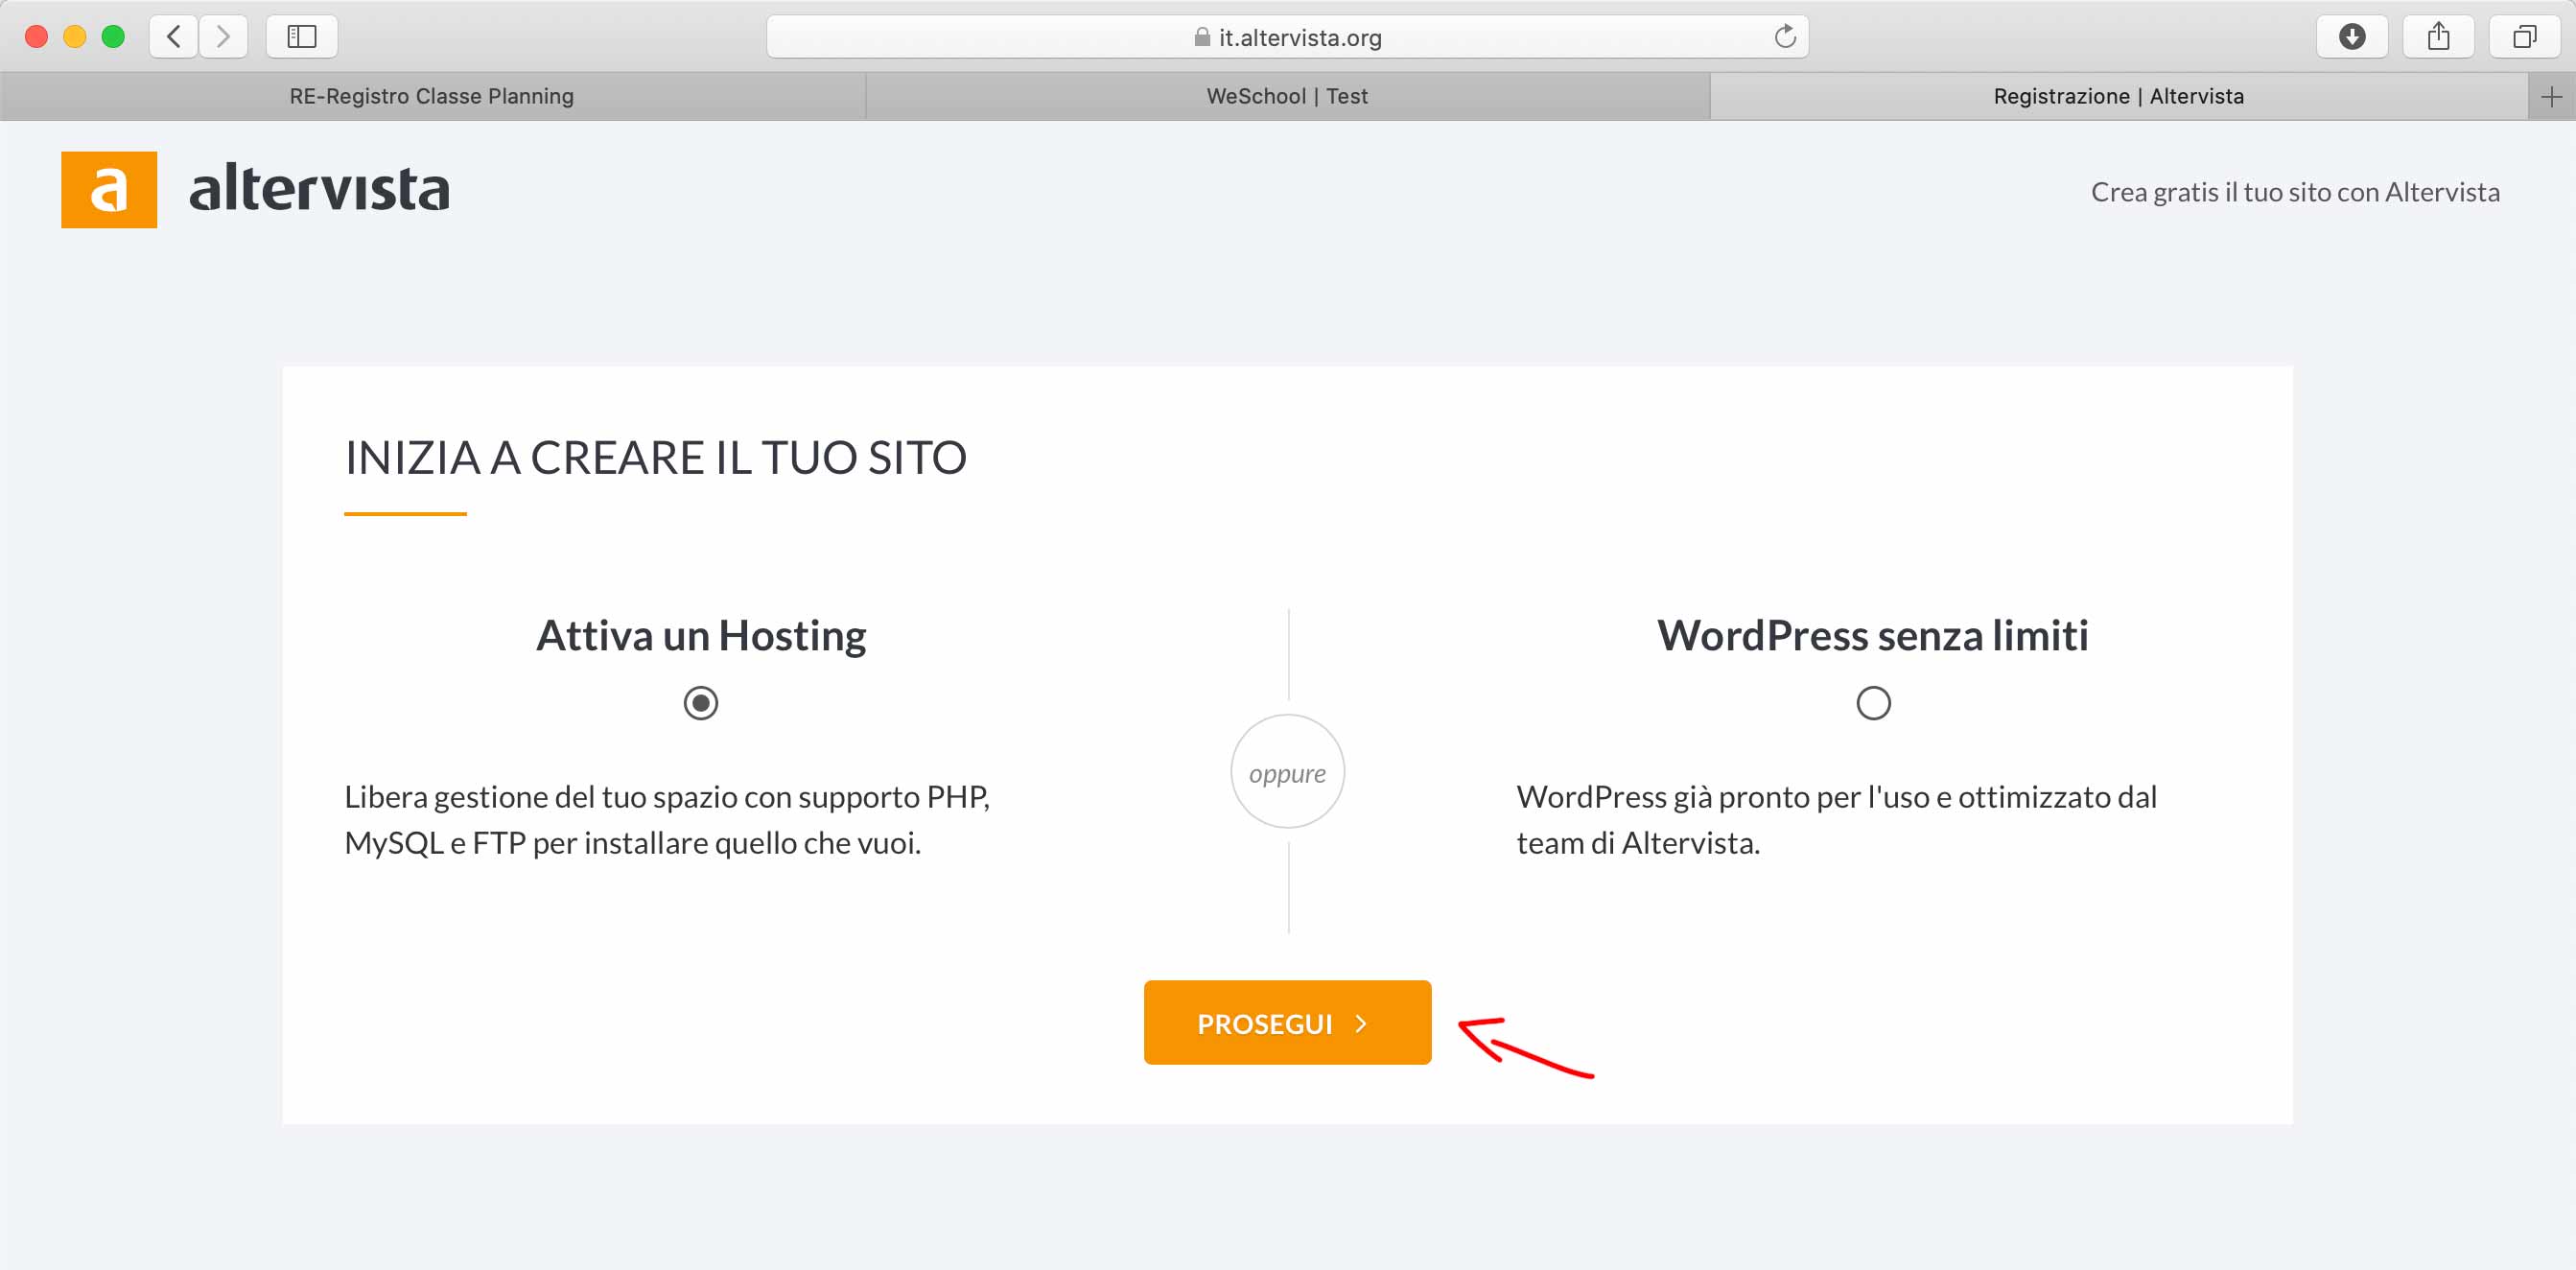 it.altervista.org
RE-Registro Classe Planning
WeSchool | Test
Registrazione | Altervista
a altervista
Crea gratis il tuo sito con Altervista
INIZIA A CREARE IL TUO SITO
Attiva un Hosting
Libera gestione del tuo spazio con supporto PHP,
MySQL e FTP per installare quello che vuoi.
oppure
WordPress senza limiti
WordPress già pronto per l'uso e ottimizzato dal
team di Altervista.
PROSEGUI